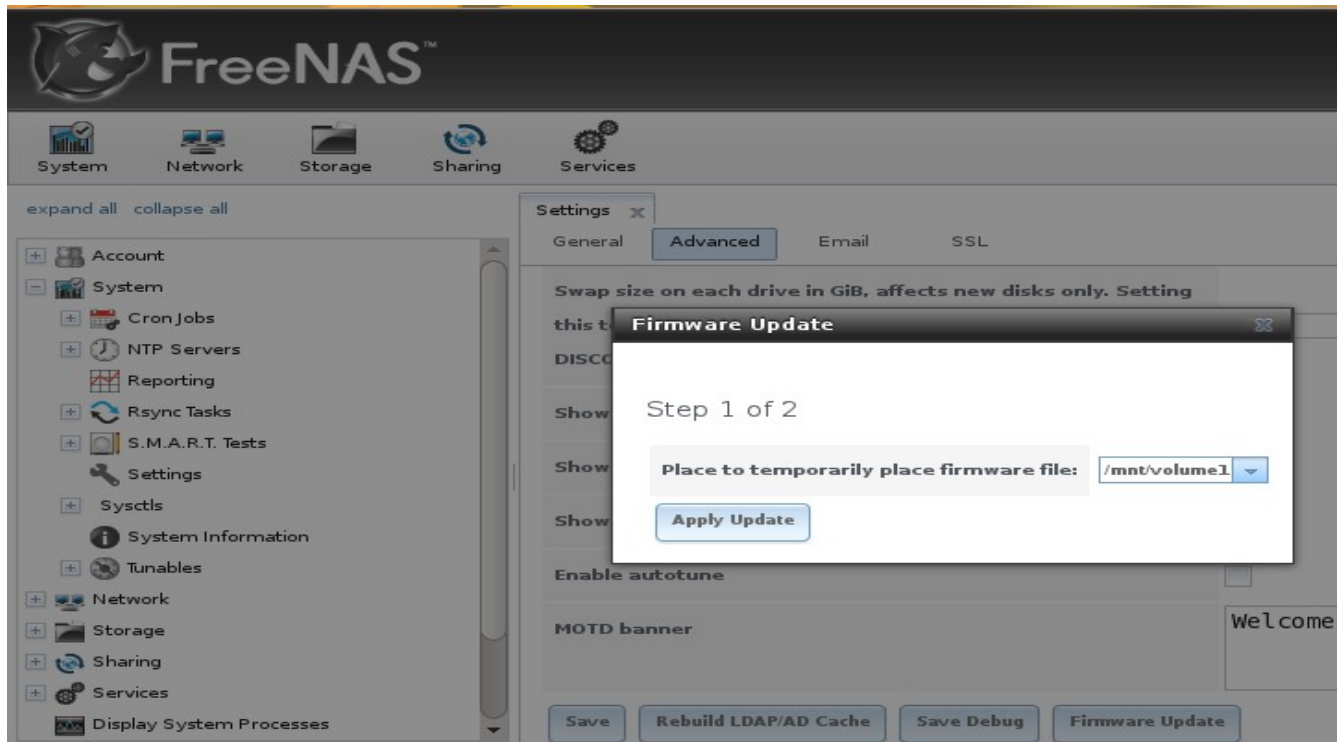 FreeNAS™
System Network Storage Sharing Services
expand all collapse all
Account
System
Cron Jobs
NTP Servers
Reporting
Rsync Tasks
S.M.A.R.T. Tests
Settings
Sysctls
System Information
Tunables
Network
Storage
Sharing
Services
Display System Processes
Settings
General Advanced Email SSL
Swap size on each drive in GiB, affects new disks only. Setting
this
Show
Show
Show
Enable autotune
MOTD banner
Welcome
Save Rebuild LDAP/AD Cache Save Debug Firmware Update
Firmware Update
Step 1 of 2
Place to temporarily place firmware file: /mnt/volume1
Apply Update